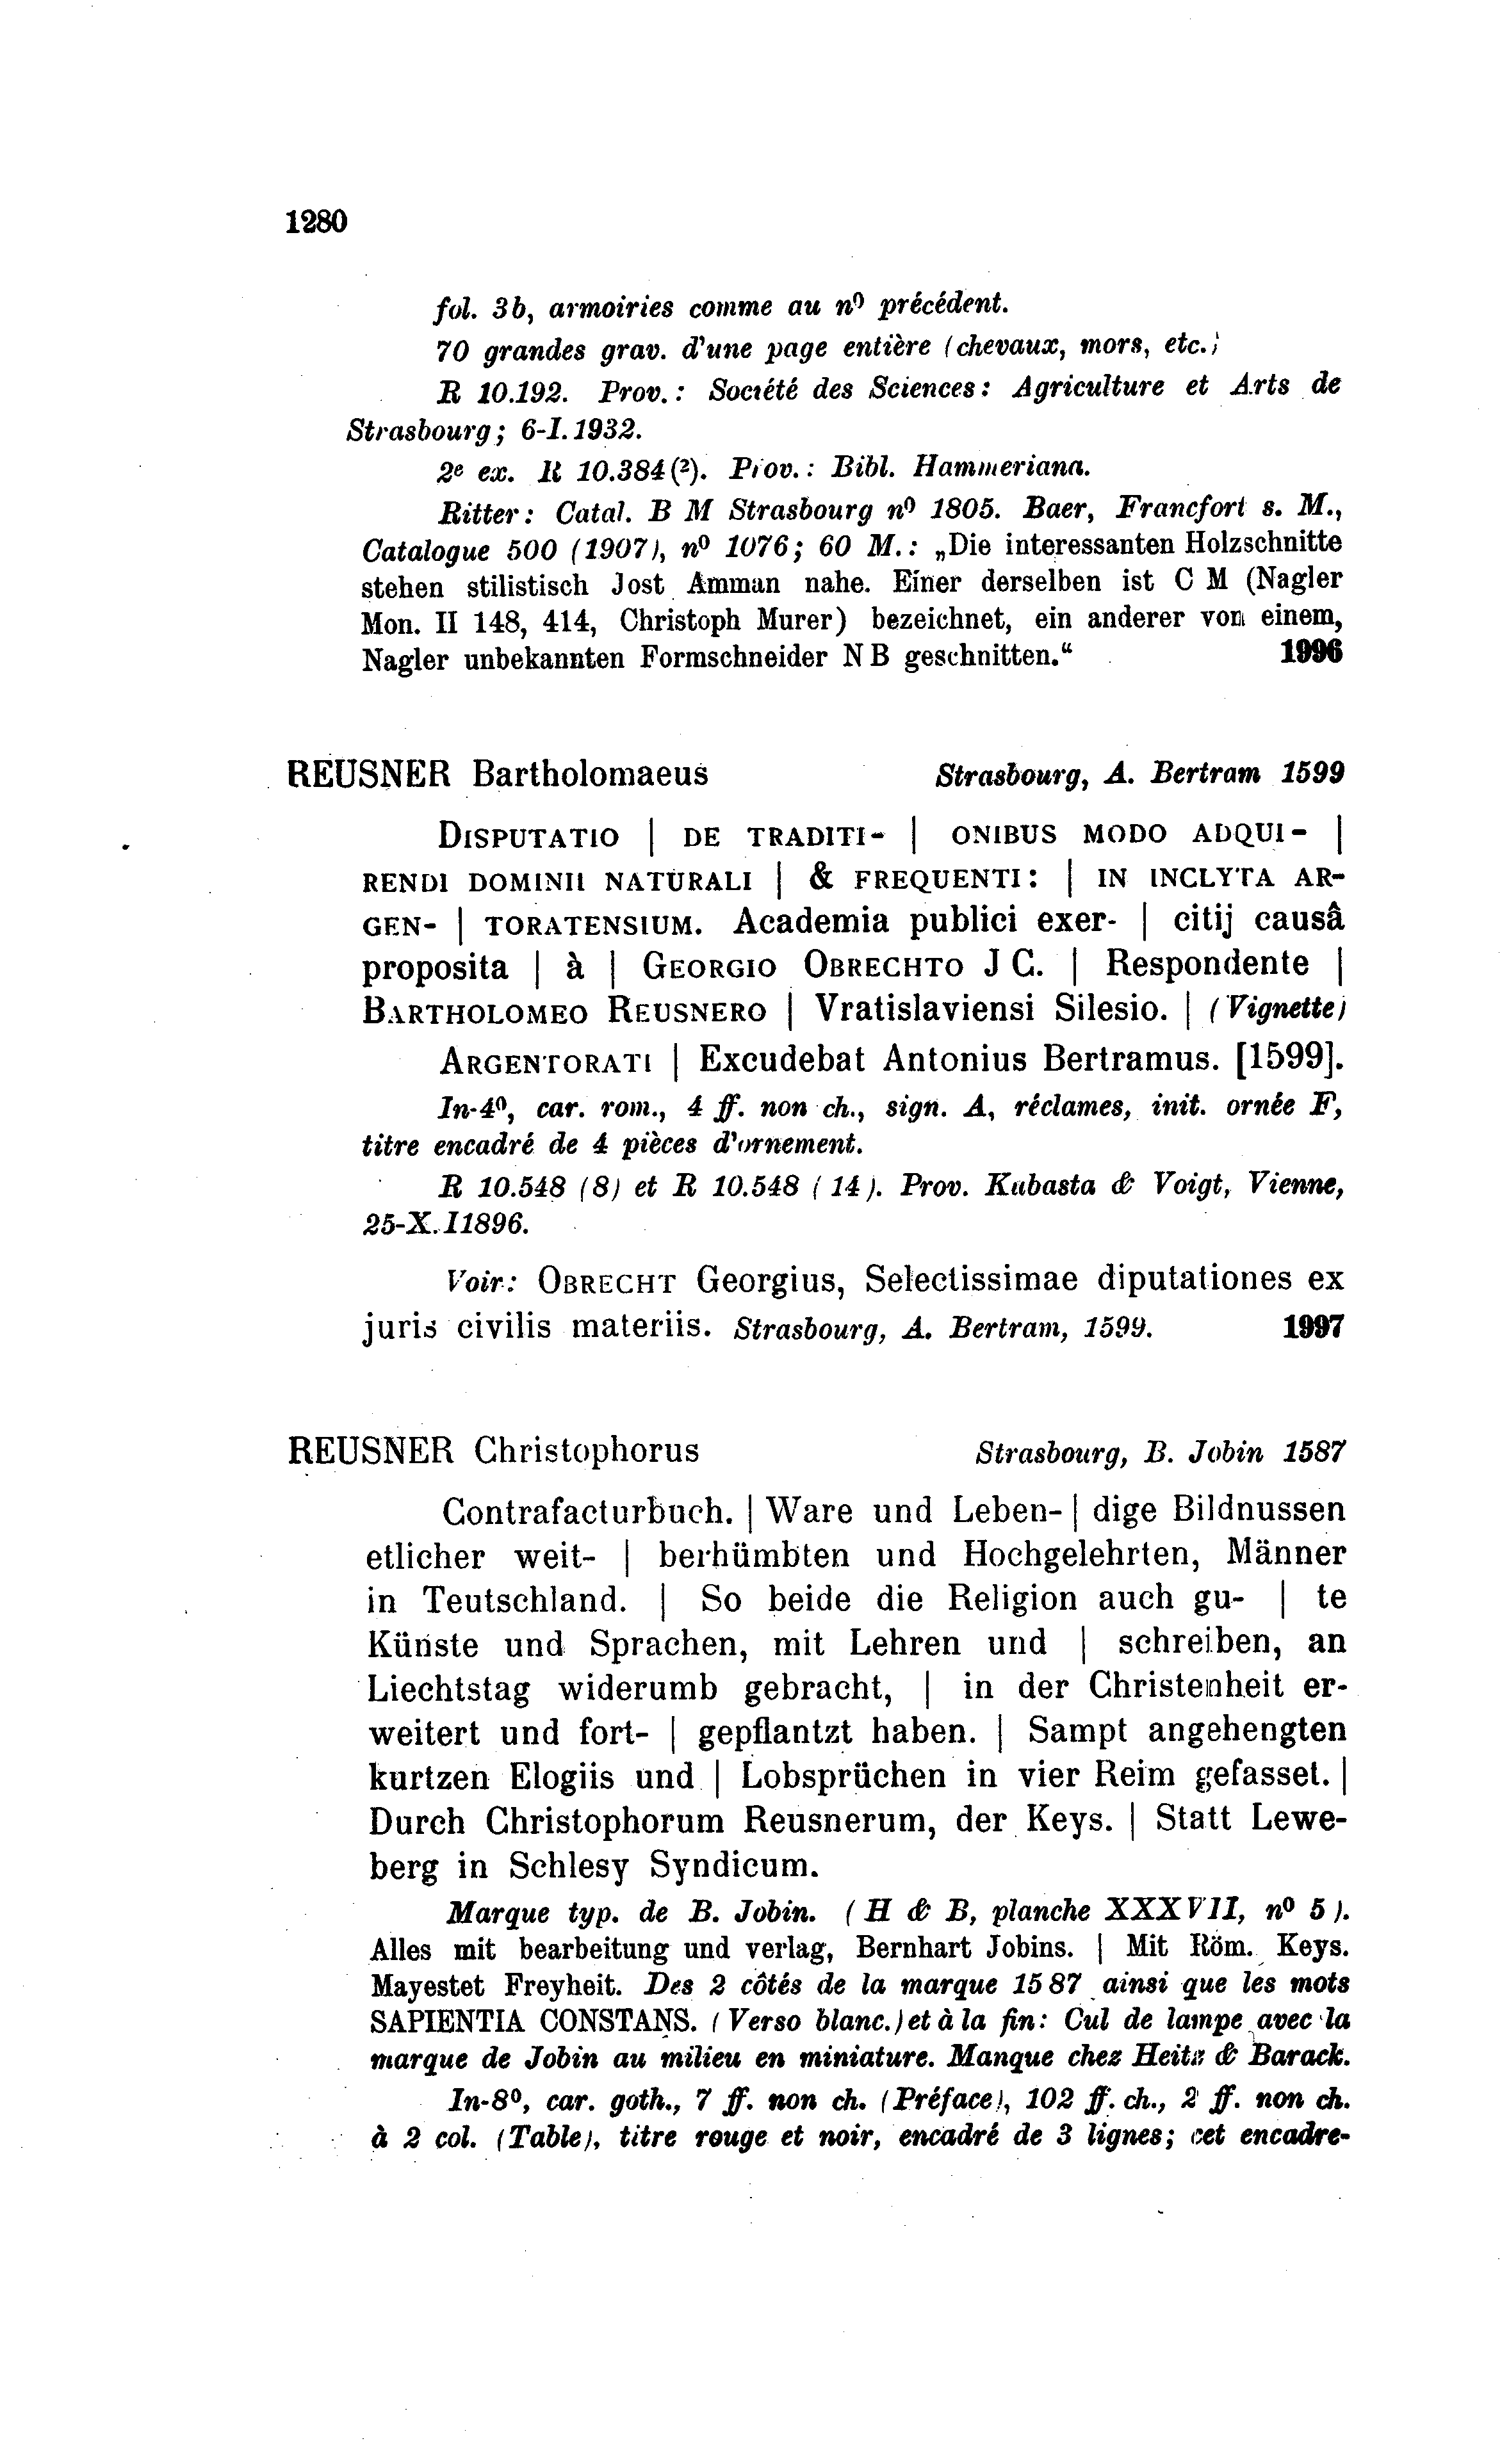 1280
fol. 3b, armoiries comme au n⁰ précédent.
70 grandes grav. d'une page entière (chevaux, mors, etc.)
R 10.192. Prov.: Société des Sciences: Agriculture et Arts de
Strasbourg; 6-I.1932.
2e ex. R 10.384(²). Prov.: Bibl. Hammeriana.
Ritter: Catal. B M Strasbourg n⁰ 1805. Baer, Francfort s. M.,
Catalogue 500 (1907), n⁰ 1076; 60 M.: „Die interessanten Holzschnitte
stehen stilistisch Jost Amman nahe. Einer derselben ist C M (Nagler
Mon. II 148, 414, Christoph Murer) bezeichnet, ein anderer von einem,
Nagler unbekannten Formschneider N B geschnitten.“ 1996
REUSNER Bartholomaeus Strasbourg, A. Bertram 1599
DISPUTATIO | DE TRADITI- | ONIBUS MODO ADQUI- |
RENDI DOMINII NATURALI | & FREQUENTI: | IN INCLYTA AR-
GEN- | TORATENSIUM. Academia publici exer- | citij causâ
proposita | à | GEORGIO OBRECHTO J C. | Respondente |
BARTHOLOMEO REUSNERO | Vratislaviensi Silesio. | (Vignette)
ARGENTORATI | Excudebat Antonius Bertramus. [1599].
In-4⁰, car. rom., 4 ff. non ch., sign. A, réclames, init. ornée F,
titre encadré de 4 pièces d'ornement.
R 10.548 (8) et R 10.548 (14). Prov. Kubasta & Voigt, Vienne,
25-X.I1896.
Voir: OBRECHT Georgius, Selectissimae diputationes ex
juris civilis materiis. Strasbourg, A. Bertram, 1599. 1997
REUSNER Christophorus Strasbourg, B. Jobin 1587
Contrafacturbuch. | Ware und Leben- | dige Bildnussen
etlicher weit- | berhümbten und Hochgelehrten, Männer
in Teutschland. | So beide die Religion auch gu- | te
Künste und Sprachen, mit Lehren und | schreiben, an
Liechtstag widerumb gebracht, | in der Christenheit er-
weitert und fort- | gepflantzt haben. | Sampt angehengten
kurtzen Elogiis und | Lobsprüchen in vier Reim gefasset. |
Durch Christophorum Reusnerum, der Keys. | Statt Lewe-
berg in Schlesy Syndicum.
Marque typ. de B. Jobin. (H & B, planche XXXVII, n⁰ 5).
Alles mit bearbeitung und verlag, Bernhart Jobins. | Mit Röm. Keys.
Mayestet Freyheit. Des 2 côtés de la marque 1587 ainsi que les mots
SAPIENTIA CONSTANS. (Verso blanc.) et à la fin: Cul de lampe avec la
marque de Jobin au milieu en miniature. Manque chez Heitz & Barack.
In-8⁰, car. goth., 7 ff. non ch. (Préface), 102 ff. ch., 2 ff. non ch.
à 2 col. (Table), titre rouge et noir, encadré de 3 lignes; cet encadre-